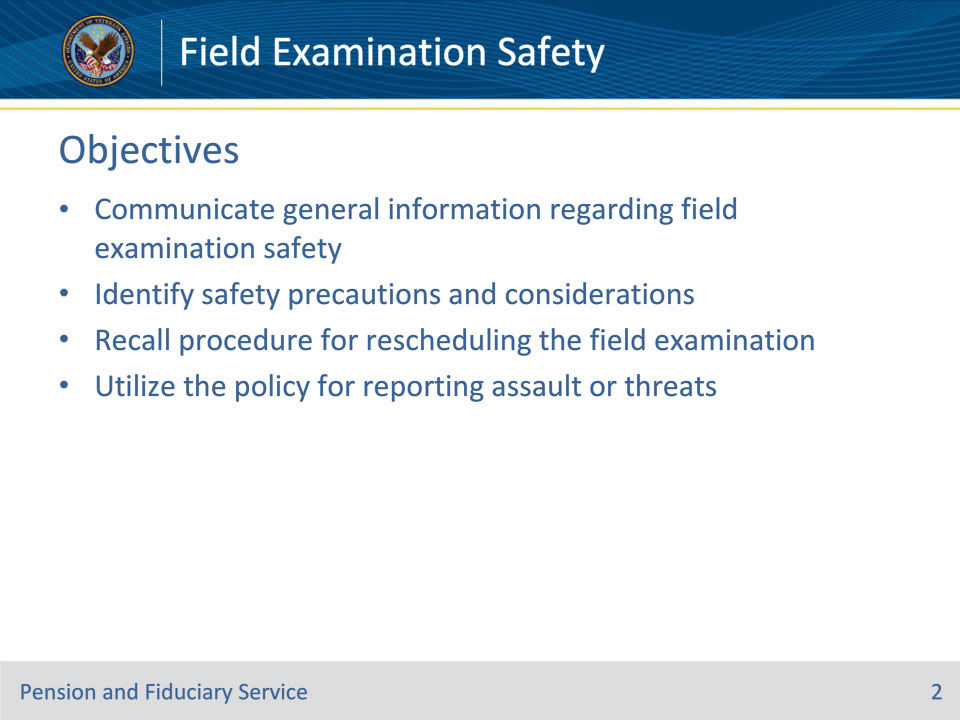 Field Examination Safety
Objectives
• Communicate general information regarding field
examination safety
• Identify safety precautions and considerations
• Recall procedure for rescheduling the field examination
• Utilize the policy for reporting assault or threats
Pension and Fiduciary Service
2